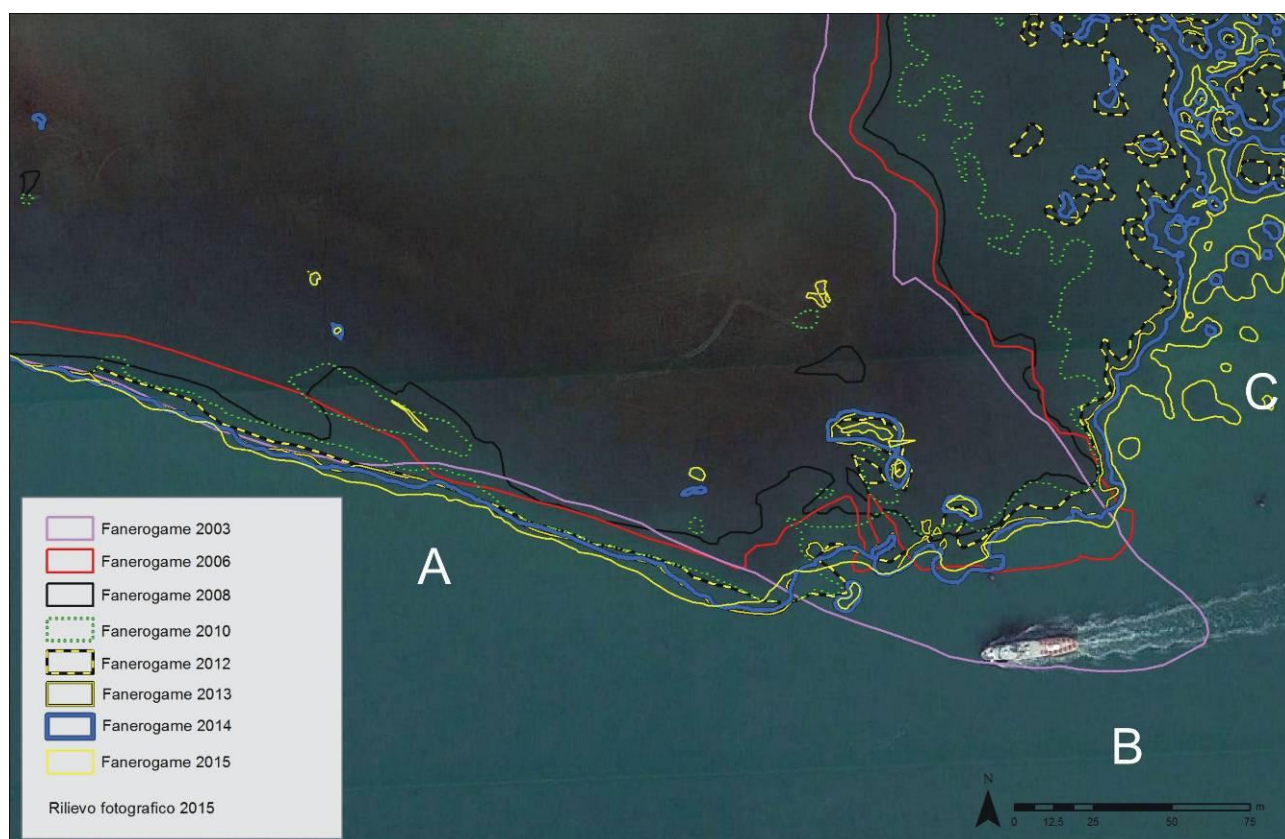 A
B
C
Fanerogame 2003
Fanerogame 2006
Fanerogame 2008
Fanerogame 2010
Fanerogame 2012
Fanerogame 2013
Fanerogame 2014
Fanerogame 2015
Rilievo fotografico 2015
N
m
0 12.5 25 50 75